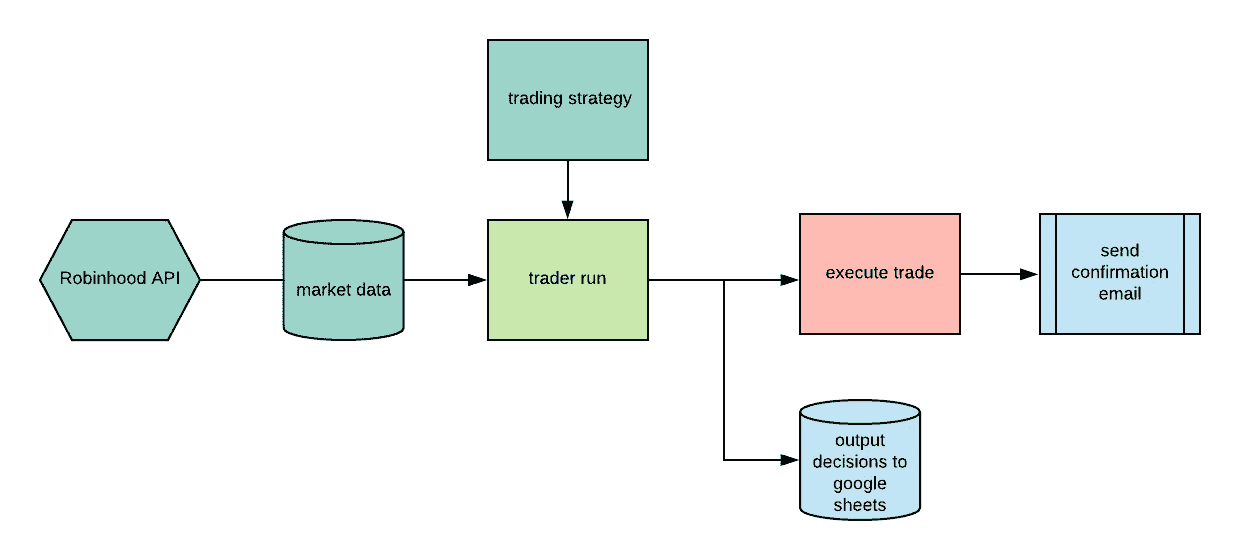 trading strategy
Robinhood API
market data
trader run
execute trade
send
confirmation
email
output
decisions to
google
sheets